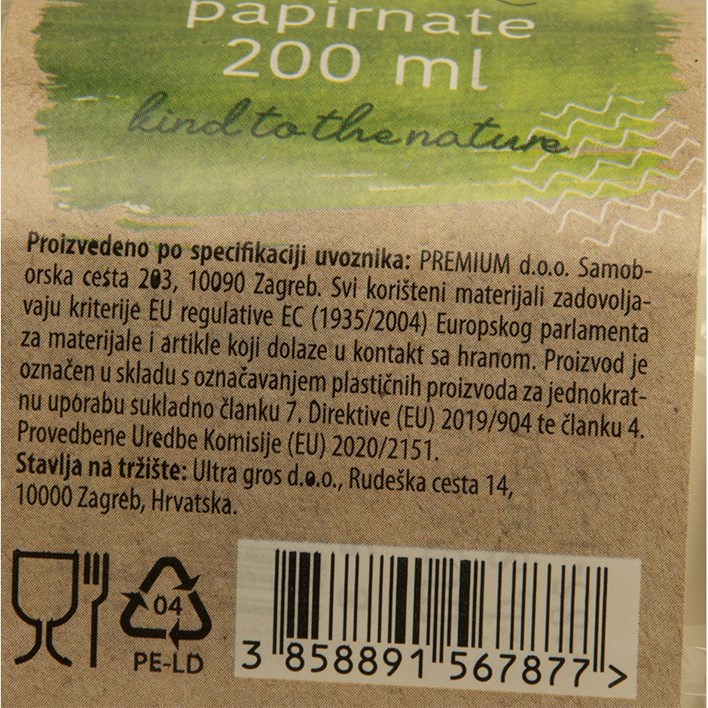 papirnate
200 ml
kind to the nature
Proizvedeno po specifikaciji uvoznika: PREMIUM d.o.o. Samob-
orska cesta 203, 10090 Zagreb. Svi korišteni materijali zadovolja-
vaju kriterije EU regulative EC (1935/2004) Europskog parlamenta
za materijale i artikle koji dolaze u kontakt sa hranom. Proizvod je
označen u skladu s označavanjem plastičnih proizvoda za jednokrat-
nu uporabu sukladno članku 7. Direktive (EU) 2019/904 te članku 4.
Provedbene Uredbe Komisije (EU) 2020/2151.
Stavlja na tržište: Ultra gros d.o.o., Rudeška cesta 14,
10000 Zagreb, Hrvatska.
04
PE-LD
3 858891 567877 >